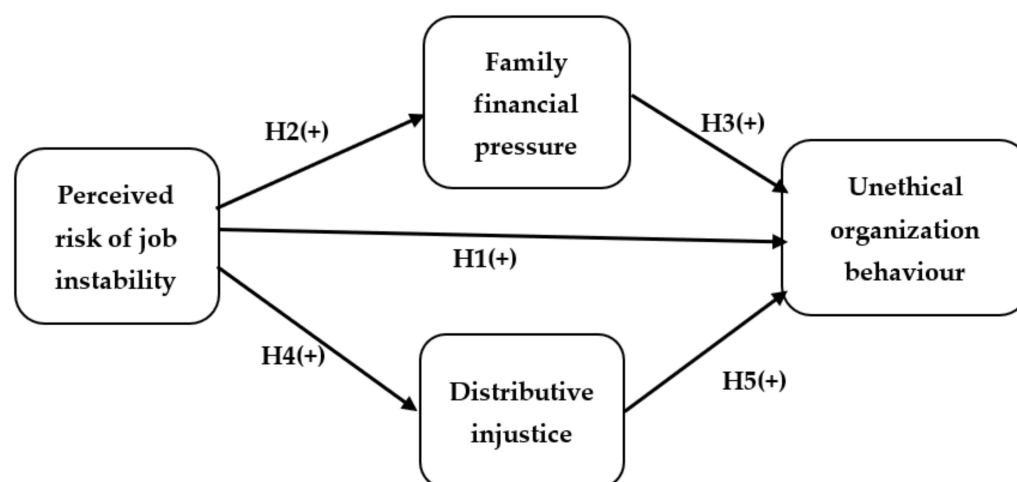 Family
financial
pressure
H2(+)
H3(+)
Perceived
risk of job
instability
Unethical
organization
behaviour
H1(+)
H4(+)
H5(+)
Distributive
injustice